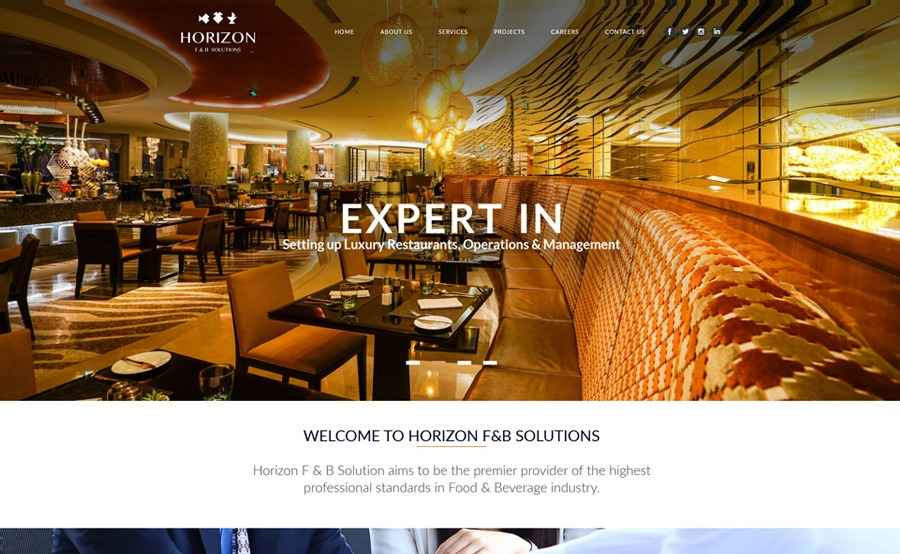 HORIZON
F & B SOLUTIONS
HOME ABOUT US SERVICES PROJECTS CAREERS CONTACT US
EXPERT IN
Setting up Luxury Restaurants, Operations & Management
WELCOME TO HORIZON F&B SOLUTIONS
Horizon F & B Solution aims to be the premier provider of the highest
professional standards in Food & Beverage industry.